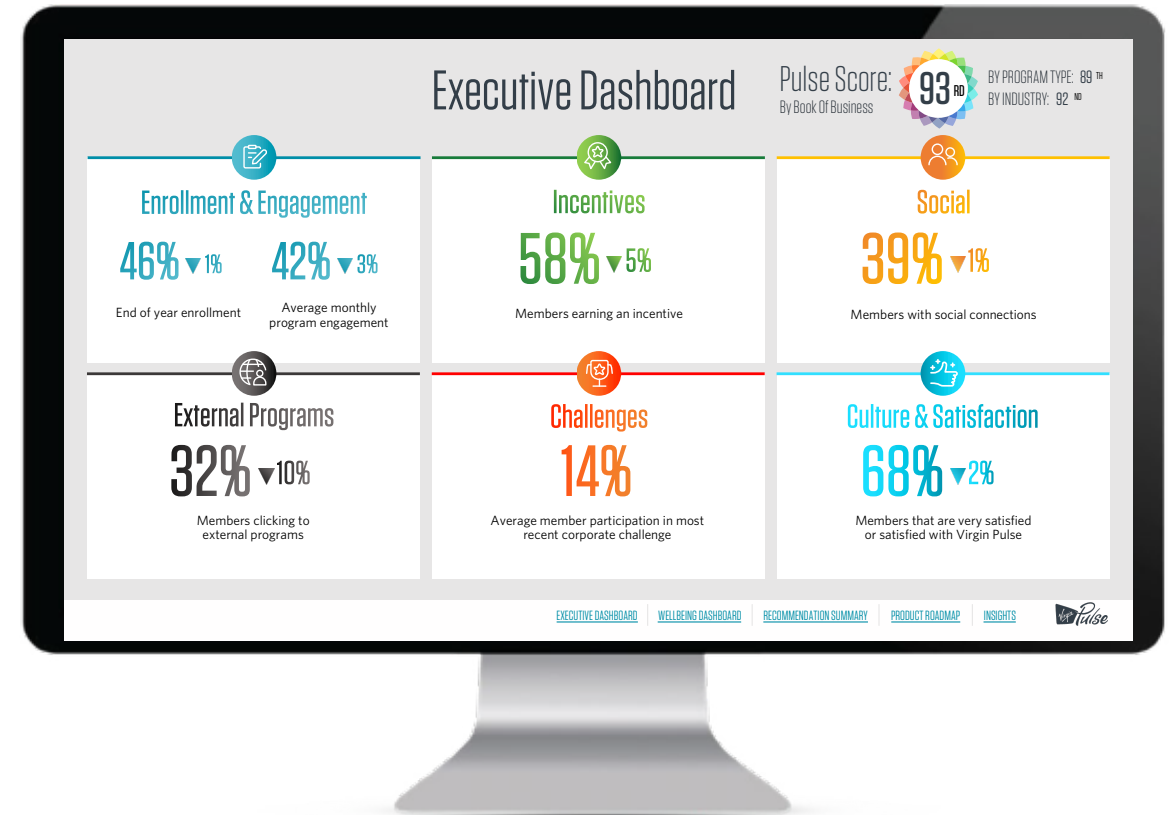 Executive Dashboard
Pulse Score:
By Book Of Business
93 RD
BY PROGRAM TYPE: 89 TH
BY INDUSTRY: 92 ND
Enrollment & Engagement
46% ▼ 1%
End of year enrollment
42% ▼ 3%
Average monthly
program engagement
Incentives
58% ▼ 5%
Members earning an incentive
Social
39% ▼ 1%
Members with social connections
External Programs
32% ▼ 10%
Members clicking to
external programs
Challenges
14%
Average member participation in most
recent corporate challenge
Culture & Satisfaction
68% ▼ 2%
Members that are very satisfied
or satisfied with Virgin Pulse
EXECUTIVE DASHBOARD
WELLBEING DASHBOARD
RECOMMENDATION SUMMARY
PRODUCT ROADMAP
INSIGHTS
Virgin Pulse